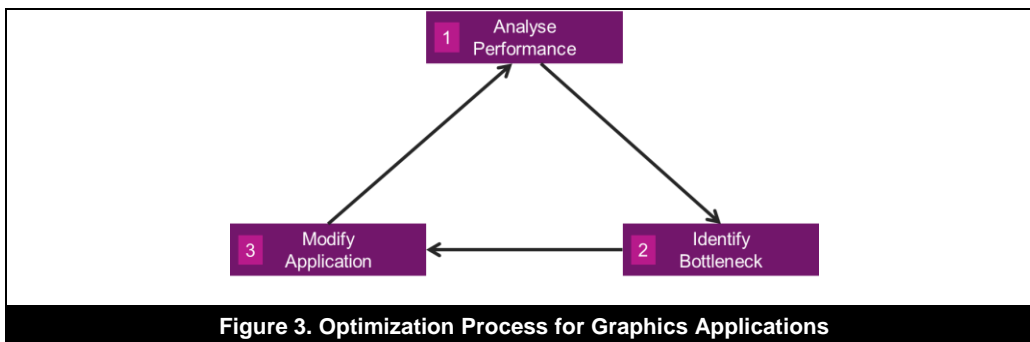 1
Analyse
Performance
3
Modify
Application
2
Identify
Bottleneck
Figure 3. Optimization Process for Graphics Applications